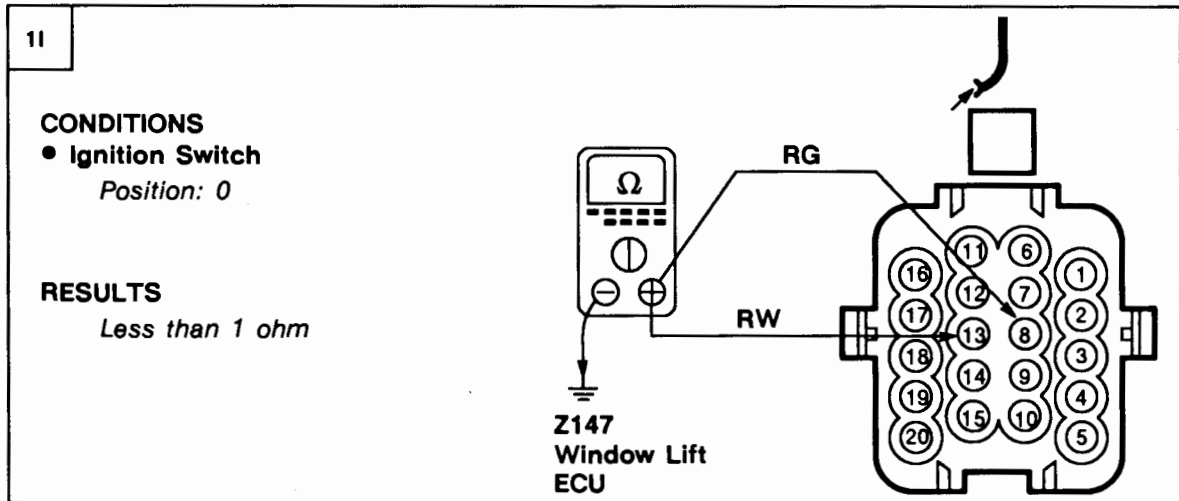 1I
CONDITIONS
● Ignition Switch
Position: 0
RESULTS
Less than 1 ohm
Ω
RG
RW
Z147
Window Lift
ECU
16
17
18
19
20
11
12
13
14
15
6
7
8
9
10
1
2
3
4
5